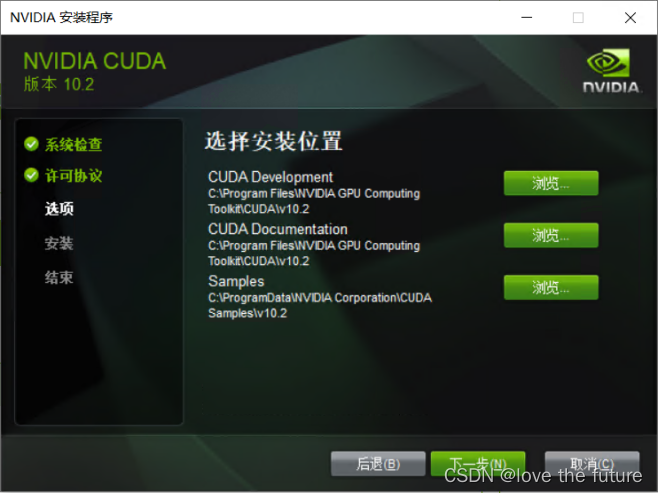 NVIDIA 安装程序
NVIDIA CUDA
版本 10.2
NVIDIA.
系统检查
许可协议
选项
安装
结束
选择安装位置
CUDA Development
浏览...
C:\Program Files\NVIDIA GPU Computing
Toolkit\CUDA\v10.2
CUDA Documentation
浏览...
C:\Program Files\NVIDIA GPU Computing
Toolkit\CUDA\v10.2
Samples
浏览...
C:\ProgramData\NVIDIA Corporation\CUDA
Samples\v10.2
后退(B) 下一步(N) 取消(C)
CSDN @love the future